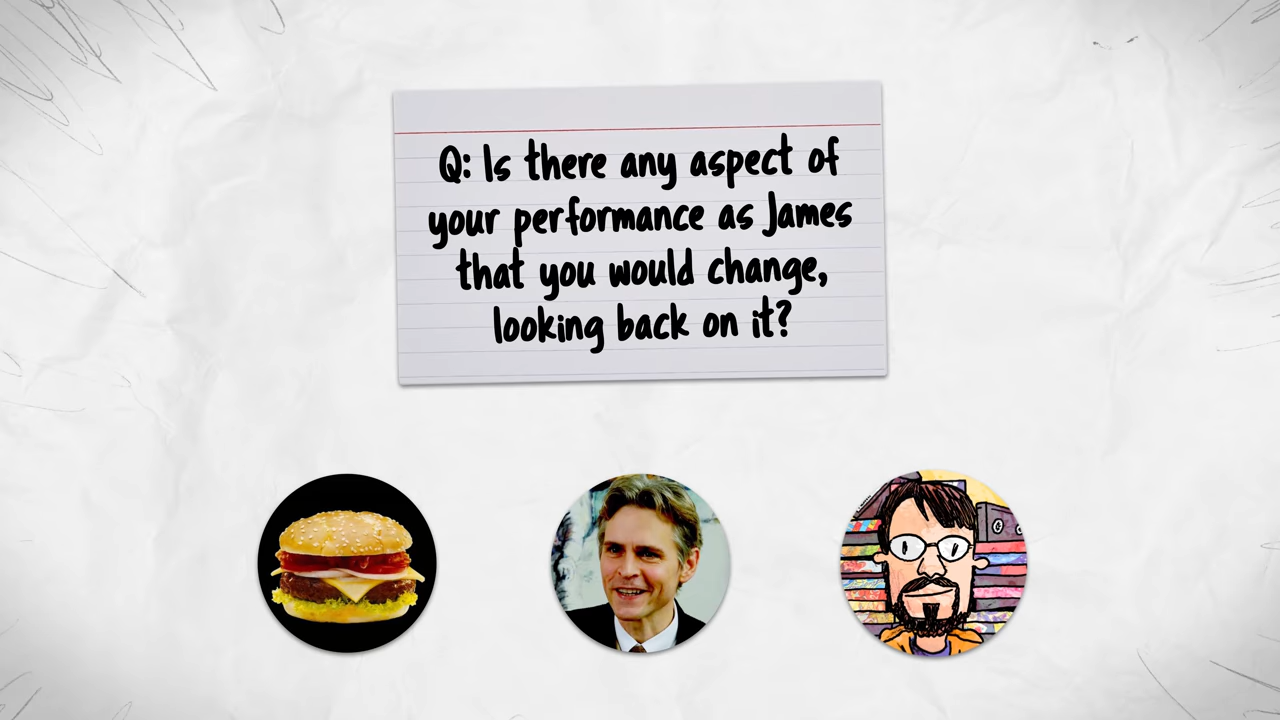 Q: Is there any aspect of
your performance as James
that you would change,
looking back on it?